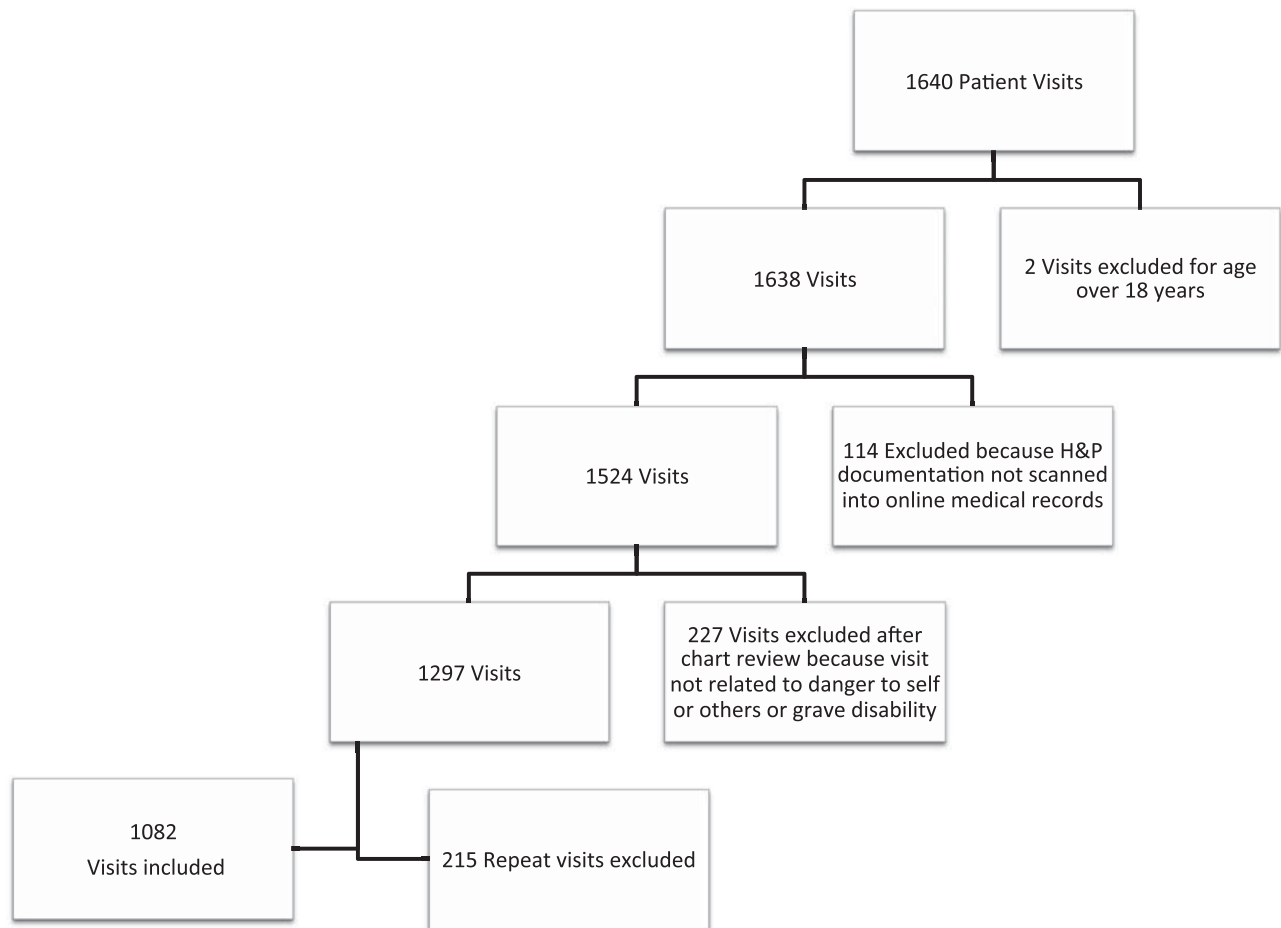 1640 Patient Visits
1638 Visits
2 Visits excluded for age
over 18 years
1524 Visits
114 Excluded because H&P
documentation not scanned
into online medical records
1297 Visits
227 Visits excluded after
chart review because visit
not related to danger to self
or others or grave disability
1082
Visits included
215 Repeat visits excluded